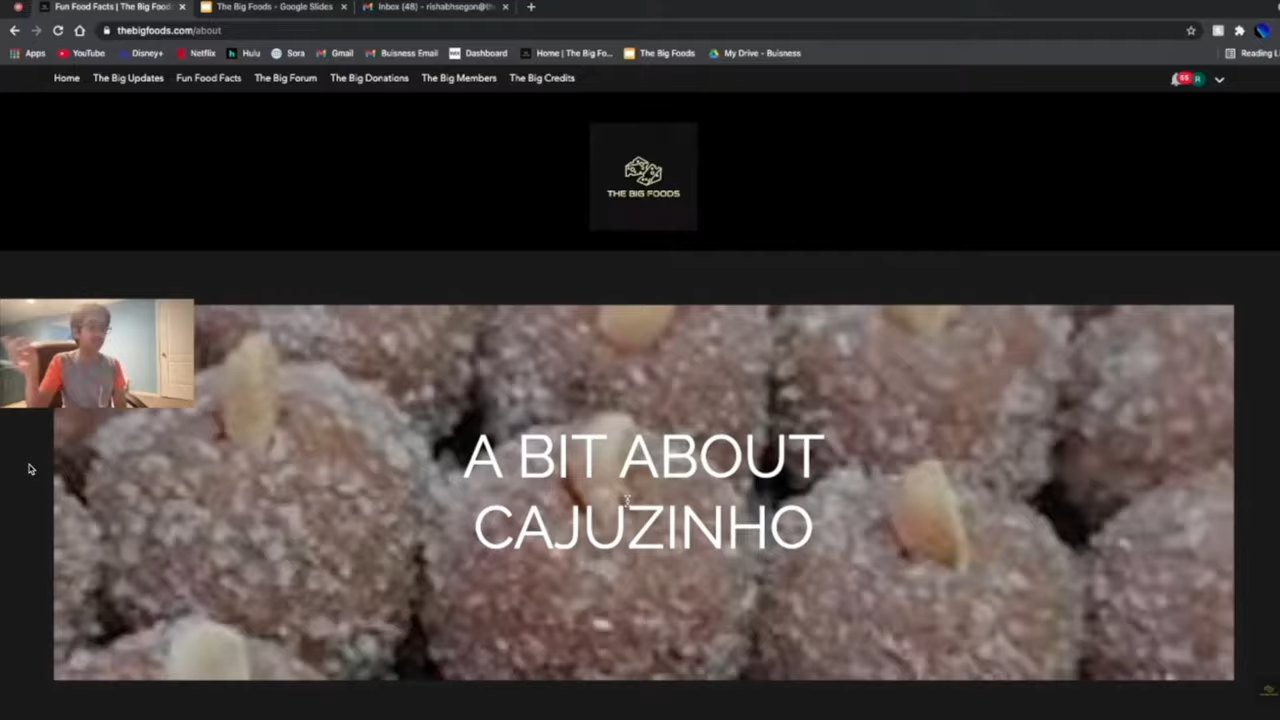 Fun Food Facts | The Big Food
The Big Foods - Google Slides
Inbox (48) - rishabhsegon@th
thebigfoods.com/about
Apps YouTube Disney+ Netflix Hulu Sora Gmail Buisness Email Dashboard Home | The Big Fo... The Big Foods My Drive - Buisness Reading Li
Home The Big Updates Fun Food Facts The Big Forum The Big Donations The Big Members The Big Credits R
THE BIG FOODS
A BIT ABOUT
CAJUZINHO